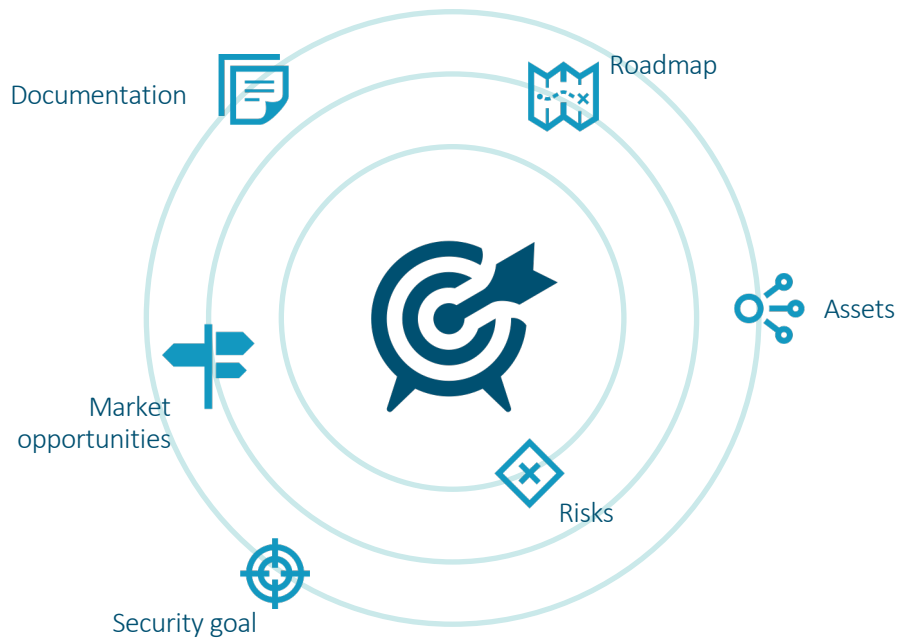 Roadmap
Documentation
Assets
Market
opportunities
Risks
Security goal